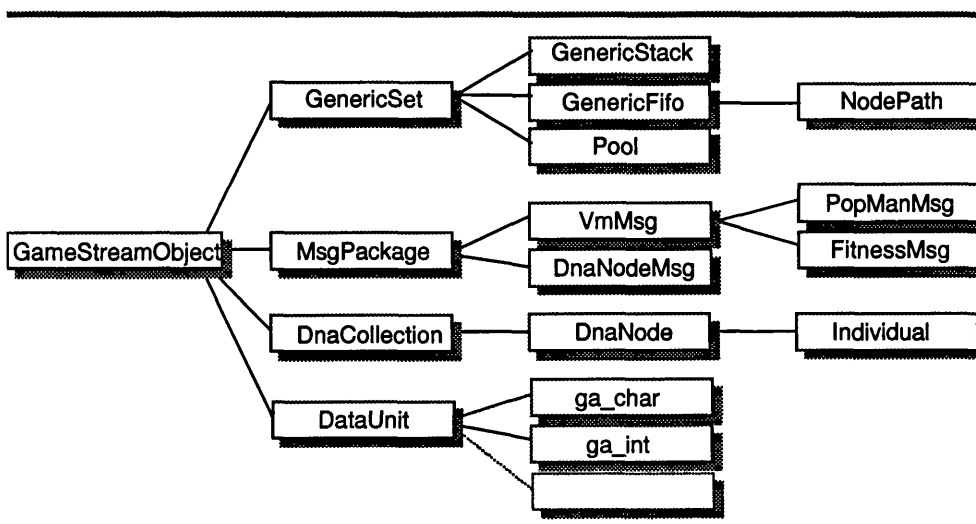 GenericStack
GenericSet
GenericFifo
NodePath
Pool
PopManMsg
VmMsg
GameStreamObject
MsgPackage
FitnessMsg
DnaNodeMsg
DnaCollection
DnaNode
Individual
ga_char
DataUnit
ga_int